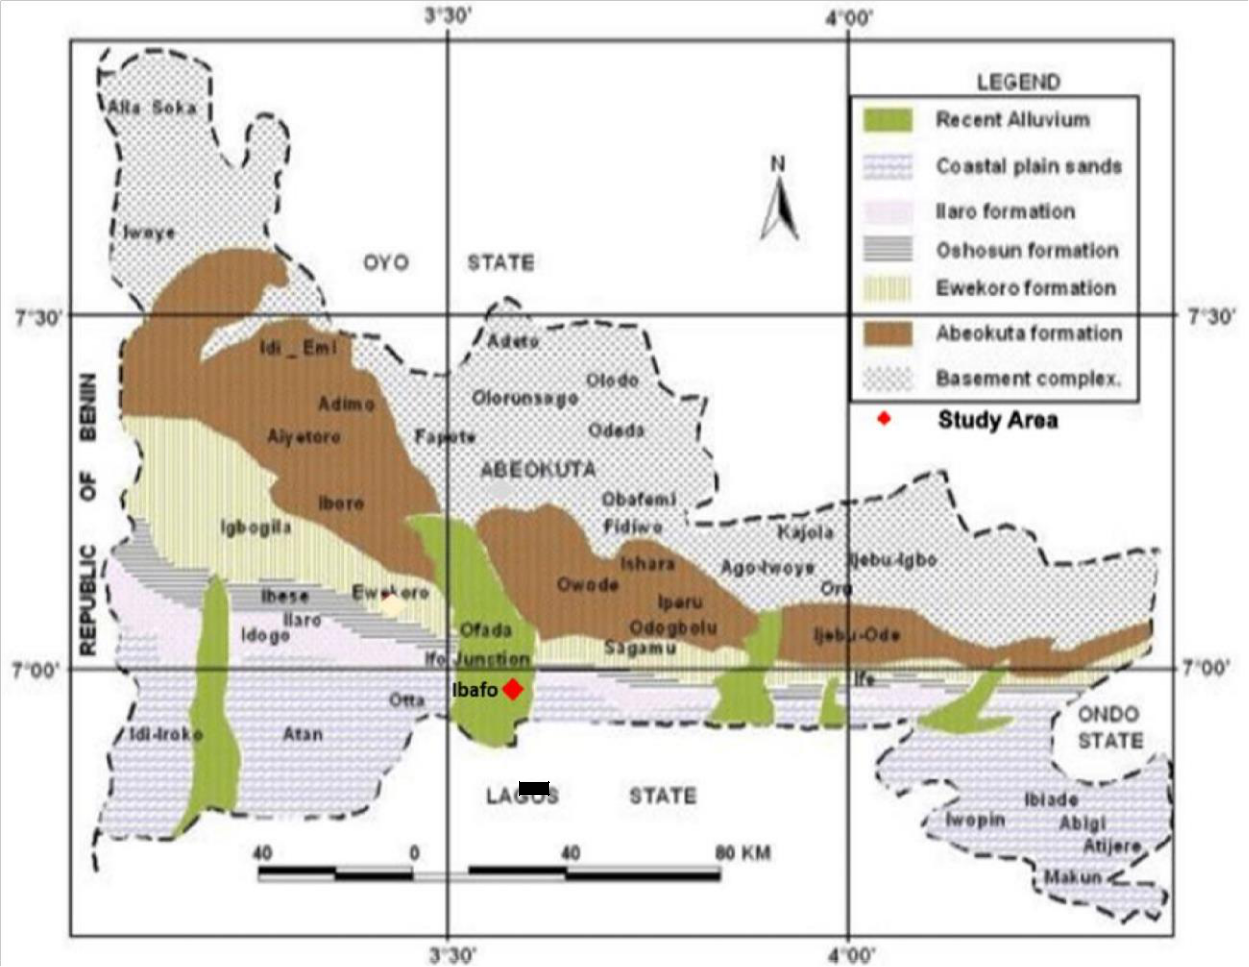 3°30'
4°00'
LEGEND
Recent Alluvium
Coastal plain sands
Ilaro formation
Oshosun formation
Ewekoro formation
Abeokuta formation
Basement complex.
Study Area
N
Alla Soka
Iwoye
OYO STATE
7°30'
7°30'
Idi _ Emi
Adeto
Olodo
Adimo
Olorunsogo
Aiyetoro
Fapote
Odeda
ABEOKUTA
Iboro
Obafemi
Igbogila
Fidiwo
Kajola
REPUBLIC OF BENIN
Ishara
Ago-Iwoye
Ijebu-Igbo
Owode
Oro
Ibese
Ewekoro
Iperu
Ilaro
Odogbolu
Idogo
Ofada
Ijebu-Ode
Sagamu
7°00'
Ifo Junction
Ife
7°00'
Ibafo
Otta
Idi-Iroko
Atan
ONDO
STATE
LAGOS STATE
Ibiade
Iwopin
Abigi
Atijere
Makun
40 0 40 80 KM
3°30'
4°00'